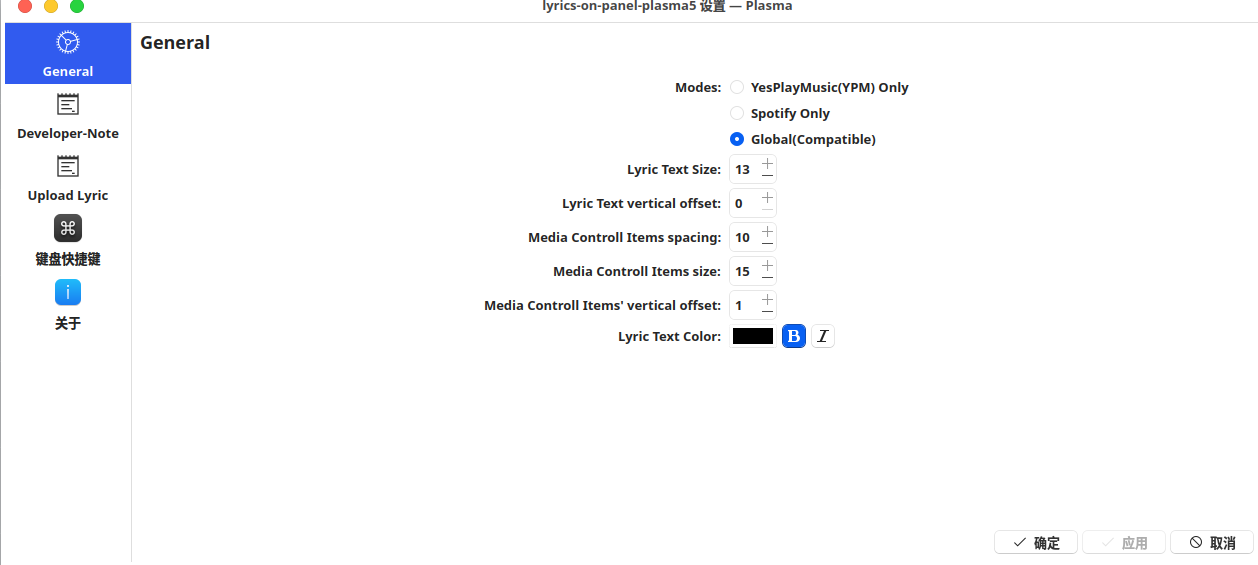 lyrics-on-panel-plasma5 设置 — Plasma
General
Developer-Note
Upload Lyric
键盘快捷键
关于
General
Modes: YesPlayMusic(YPM) Only
Spotify Only
Global(Compatible)
Lyric Text Size: 13
Lyric Text vertical offset: 0
Media Controll Items spacing: 10
Media Controll Items size: 15
Media Controll Items' vertical offset: 1
Lyric Text Color: B I
确定 应用 取消